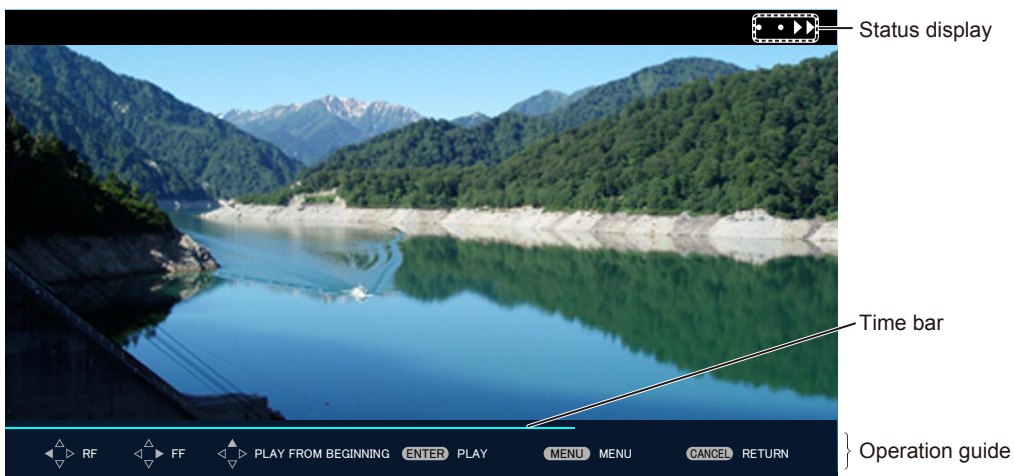 Status display
Time bar
RF FF PLAY FROM BEGINNING ENTER PLAY MENU MENU CANCEL RETURN
Operation guide